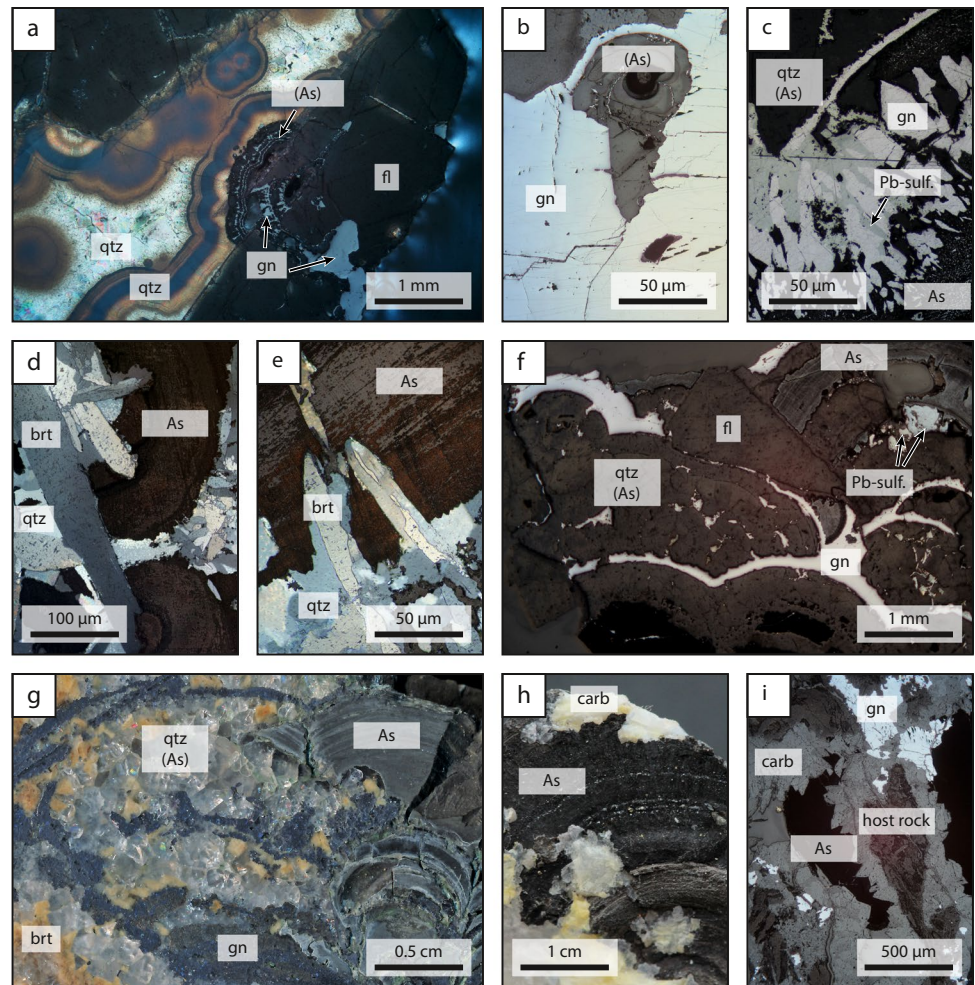 a
(As)
fl
qtz
gn
qtz
1 mm
b
(As)
gn
50 µm
c
qtz
(As)
gn
Pb-sulf.
As
50 µm
d
As
brt
qtz
100 µm
e
As
brt
qtz
50 µm
f
As
fl
qtz
(As)
Pb-sulf.
gn
1 mm
g
qtz
(As)
As
brt
gn
0.5 cm
h
carb
As
1 cm
i
gn
carb
host rock
As
500 µm